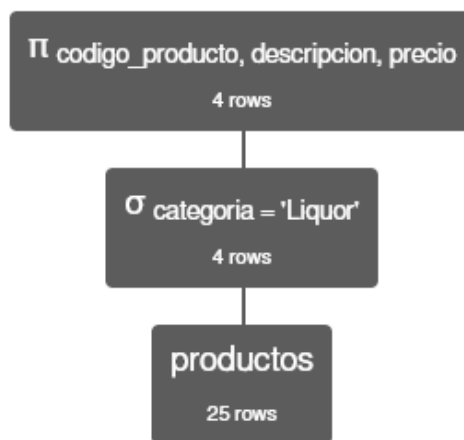 π codigo_producto, descripcion, precio
4 rows
σ categoria = 'Liquor'
4 rows
productos
25 rows